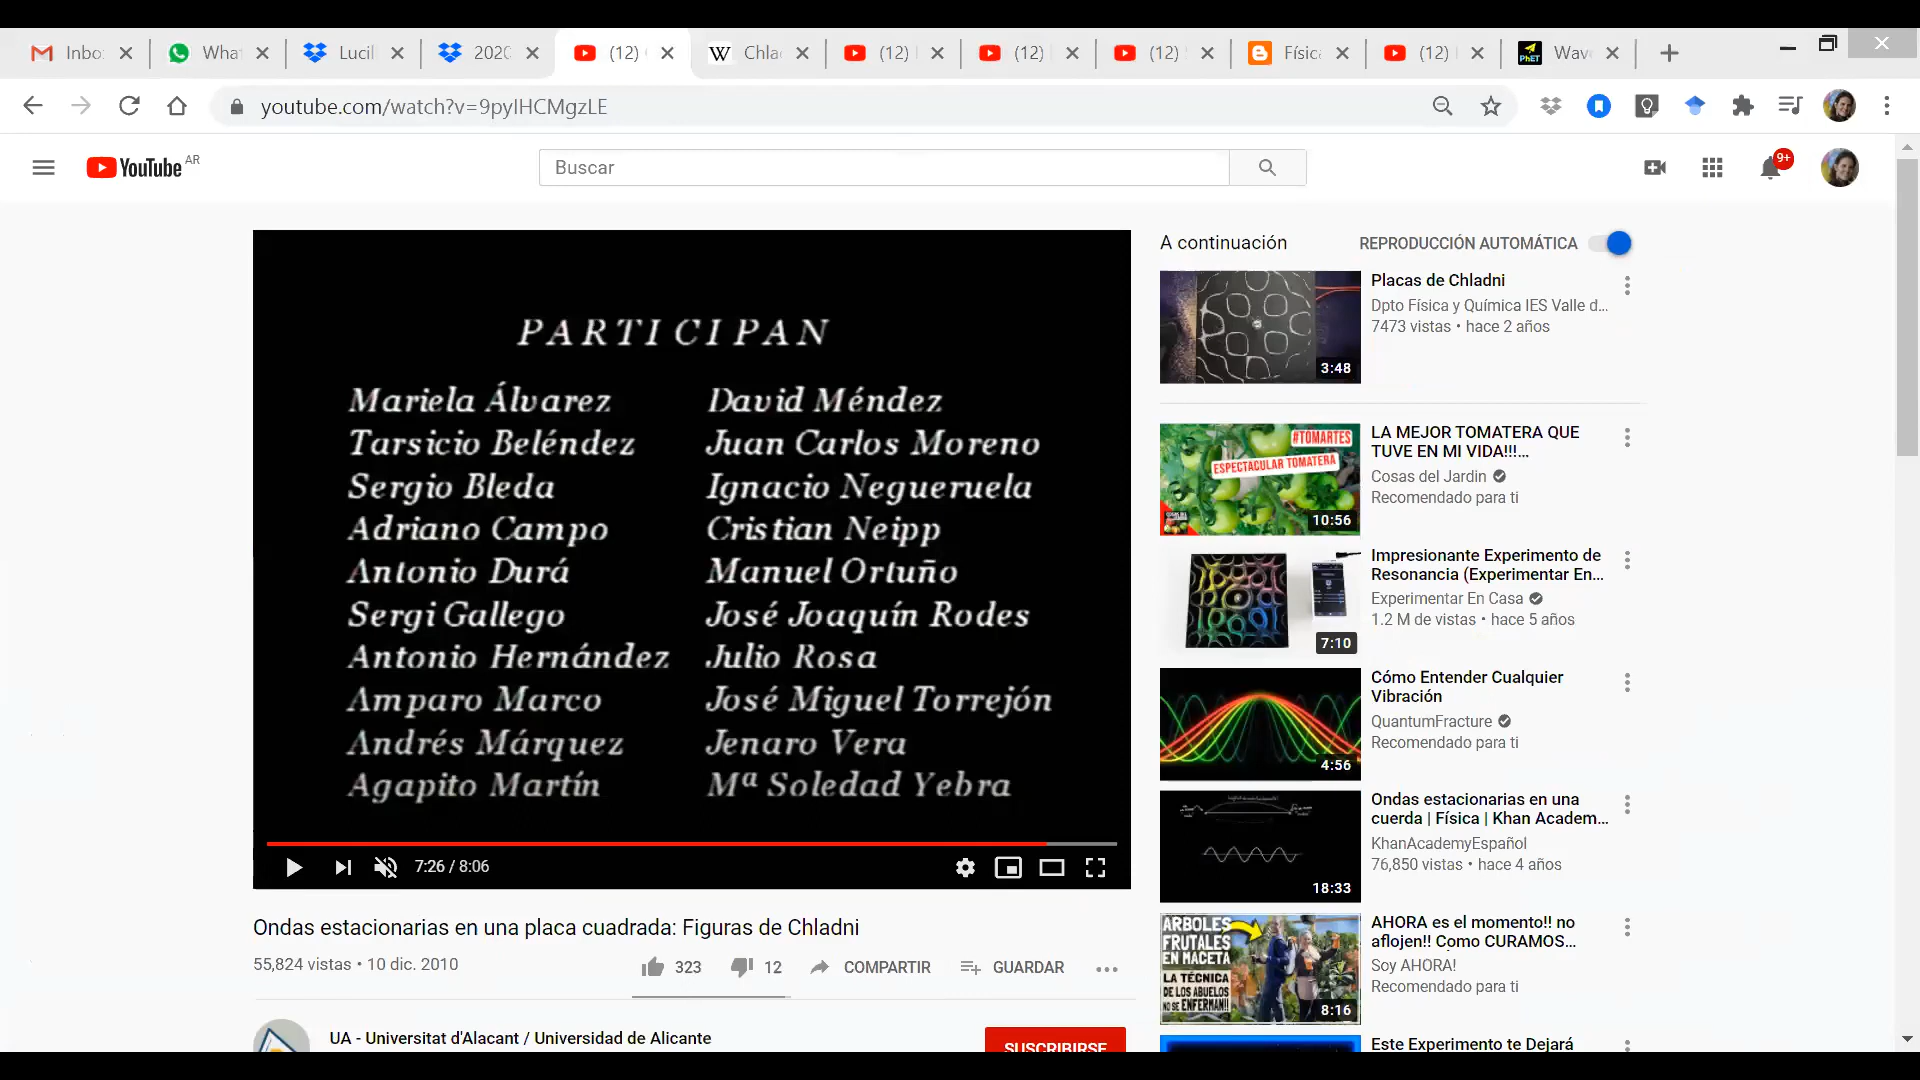 Inbo
What
Lucil
2020
(12)
Chla
(12)
(12)
(12)
Físic
(12)
Wav
youtube.com/watch?v=9pyIHCMgzLE
YouTube AR
Buscar
9+
PARTICIPAN
Mariela Álvarez
Tarsicio Beléndez
Sergio Bleda
Adriano Campo
Antonio Durá
Sergi Gallego
Antonio Hernández
Amparo Marco
Andrés Márquez
Agapito Martín
David Méndez
Juan Carlos Moreno
Ignacio Negueruela
Cristian Neipp
Manuel Ortuño
José Joaquín Rodes
Julio Rosa
José Miguel Torrejón
Jenaro Vera
Mª Soledad Yebra
7:26 / 8:06
Ondas estacionarias en una placa cuadrada: Figuras de Chladni
55,824 vistas • 10 dic. 2010
323
12
COMPARTIR
GUARDAR
UA - Universitat d'Alacant / Universidad de Alicante
SUSCRIBIRSE
A continuación
REPRODUCCIÓN AUTOMÁTICA
3:48
Placas de Chladni
Dpto Física y Química IES Valle d...
7473 vistas • hace 2 años
#TOMARTES
ESPECTACULAR TOMATERA
10:56
LA MEJOR TOMATERA QUE
TUVE EN MI VIDA!!!...
Cosas del Jardin
Recomendado para ti
7:10
Impresionante Experimento de
Resonancia (Experimentar En...
Experimentar En Casa
1.2 M de vistas • hace 5 años
4:56
Cómo Entender Cualquier
Vibración
QuantumFracture
Recomendado para ti
18:33
Ondas estacionarias en una
cuerda | Física | Khan Academ...
KhanAcademyEspañol
76,850 vistas • hace 4 años
ARBOLES
FRUTALES
EN MACETA
LA TÉCNICA
DE LOS ABUELOS
NO SE ENFERMAN!!
8:16
AHORA es el momento!! no
aflojen!! Como CURAMOS...
Soy AHORA!
Recomendado para ti
Este Experimento te Dejará